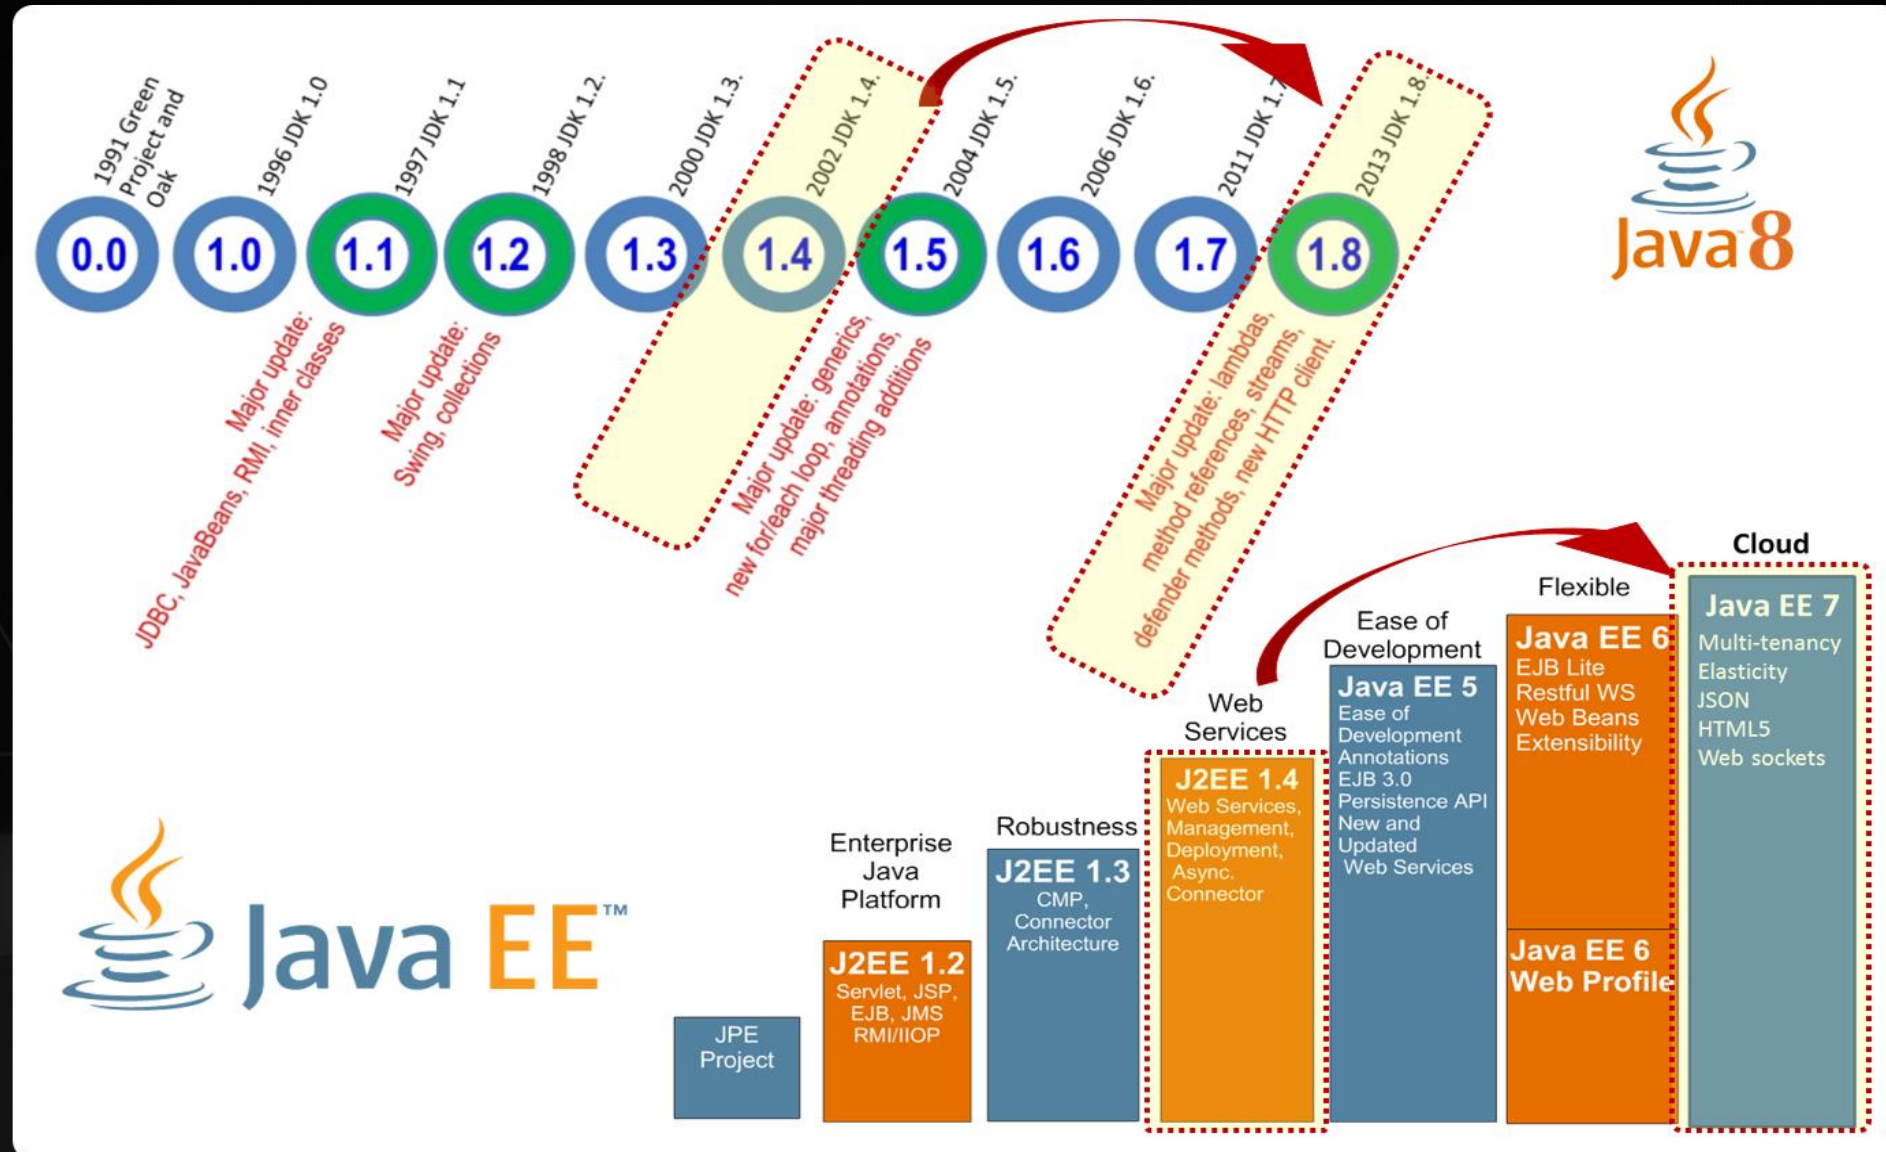 1991 Green
Project and
Oak
1996 JDK 1.0
1997 JDK 1.1
1998 JDK 1.2.
2000 JDK 1.3.
2002 JDK 1.4.
2004 JDK 1.5.
2006 JDK 1.6.
2011 JDK 1.7
2013 JDK 1.8.
0.0
1.0
1.1
1.2
1.3
1.4
1.5
1.6
1.7
1.8
Major update:
JDBC, JavaBeans, RMI, inner classes
Major update:
Swing, collections
Major update: generics,
new for/each loop, annotations,
major threading additions
Major update: lambdas,
method references, streams,
defender methods, new HTTP client.
Java™ 8
Java EE™
JPE
Project
Enterprise
Java
Platform
J2EE 1.2
Servlet, JSP,
EJB, JMS
RMI/IIOP
Robustness
J2EE 1.3
CMP,
Connector
Architecture
Web
Services
J2EE 1.4
Web Services,
Management,
Deployment,
Async.
Connector
Ease of
Development
Java EE 5
Ease of
Development
Annotations
EJB 3.0
Persistence API
New and
Updated
Web Services
Flexible
Java EE 6
EJB Lite
Restful WS
Web Beans
Extensibility
Java EE 6
Web Profile
Cloud
Java EE 7
Multi-tenancy
Elasticity
JSON
HTML5
Web sockets